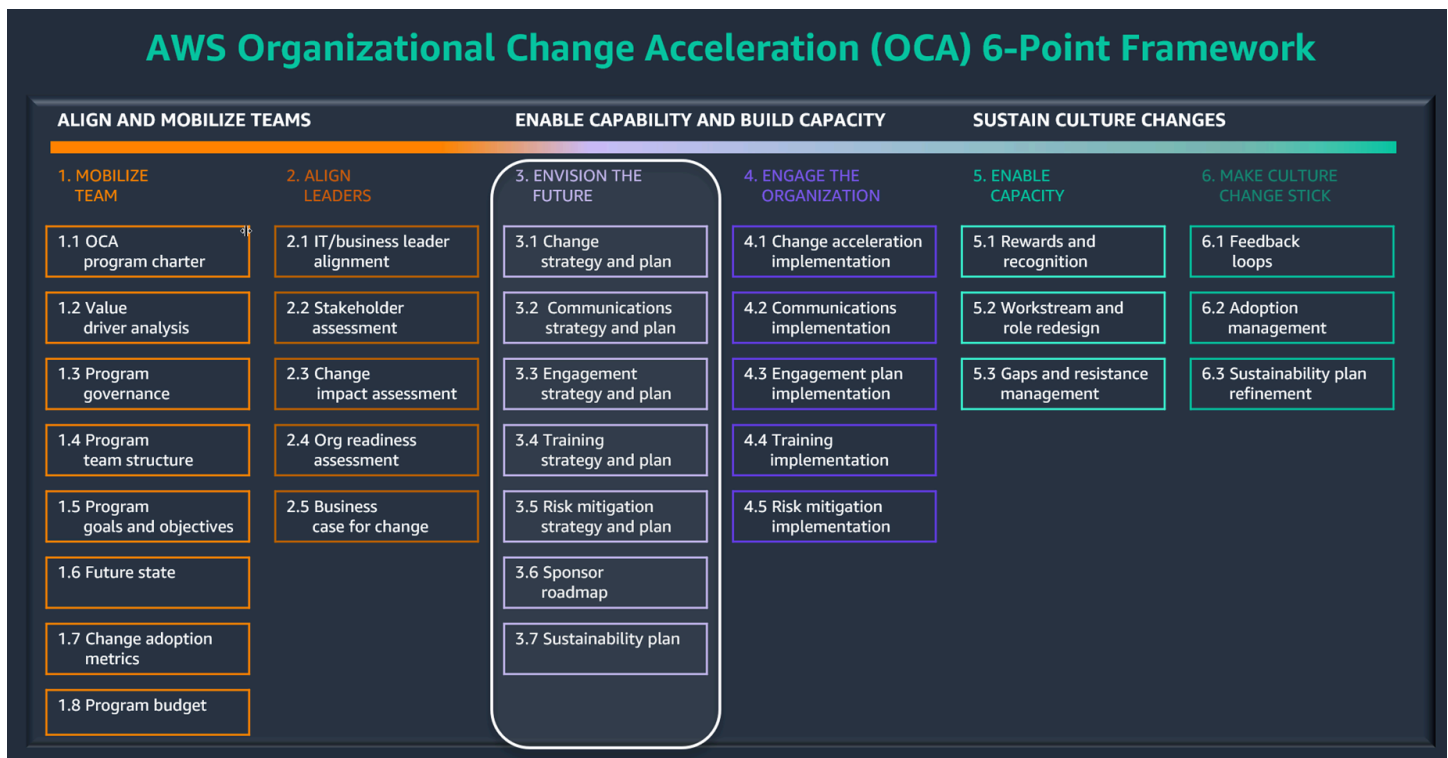 AWS Organizational Change Acceleration (OCA) 6-Point Framework
ALIGN AND MOBILIZE TEAMS
ENABLE CAPABILITY AND BUILD CAPACITY
SUSTAIN CULTURE CHANGES
1. MOBILIZE
TEAM
1.1 OCA
program charter
1.2 Value
driver analysis
1.3 Program
governance
1.4 Program
team structure
1.5 Program
goals and objectives
1.6 Future state
1.7 Change adoption
metrics
1.8 Program budget
2. ALIGN
LEADERS
2.1 IT/business leader
alignment
2.2 Stakeholder
assessment
2.3 Change
impact assessment
2.4 Org readiness
assessment
2.5 Business
case for change
3. ENVISION THE
FUTURE
3.1 Change
strategy and plan
3.2 Communications
strategy and plan
3.3 Engagement
strategy and plan
3.4 Training
strategy and plan
3.5 Risk mitigation
strategy and plan
3.6 Sponsor
roadmap
3.7 Sustainability plan
4. ENGAGE THE
ORGANIZATION
4.1 Change acceleration
implementation
4.2 Communications
implementation
4.3 Engagement plan
implementation
4.4 Training
implementation
4.5 Risk mitigation
implementation
5. ENABLE
CAPACITY
5.1 Rewards and
recognition
5.2 Workstream and
role redesign
5.3 Gaps and resistance
management
6. MAKE CULTURE
CHANGE STICK
6.1 Feedback
loops
6.2 Adoption
management
6.3 Sustainability plan
refinement